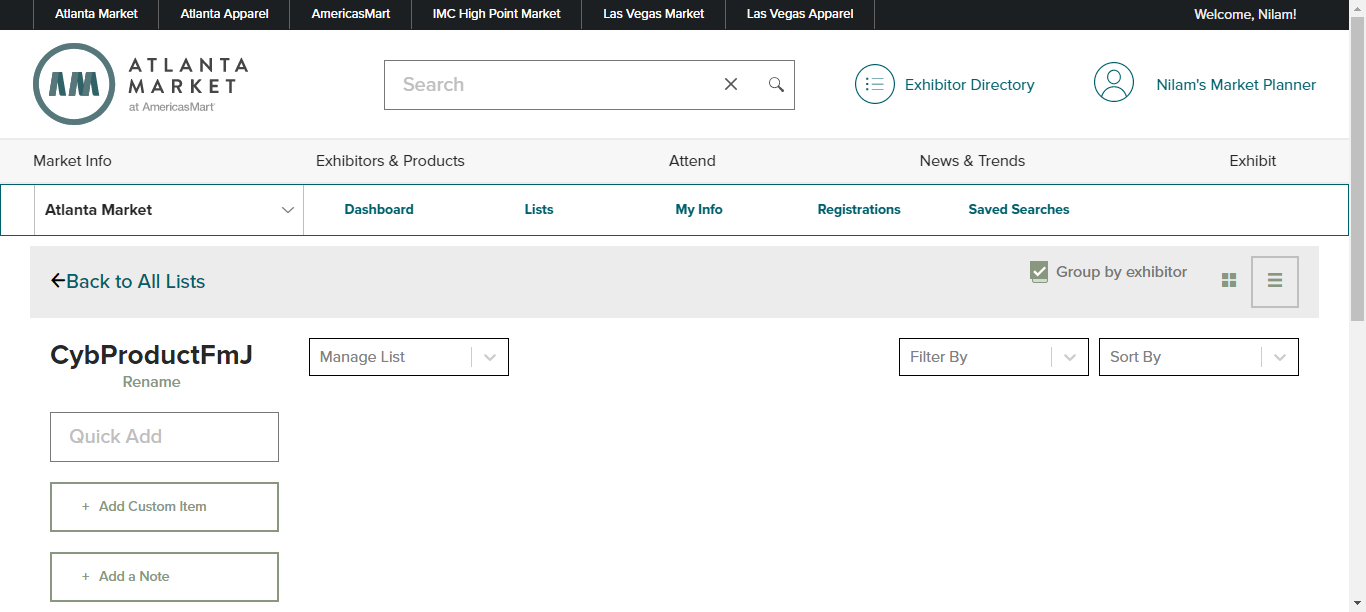 Atlanta Market Atlanta Apparel AmericasMart IMC High Point Market Las Vegas Market Las Vegas Apparel Welcome, Nilam!
AM
ATLANTA
MARKET
at AmericasMart
Search
Exhibitor Directory
Nilam's Market Planner
Market Info Exhibitors & Products Attend News & Trends Exhibit
Atlanta Market Dashboard Lists My Info Registrations Saved Searches
Back to All Lists
Group by exhibitor
CybProductFmJ
Rename
Manage List
Filter By
Sort By
Quick Add
+ Add Custom Item
+ Add a Note